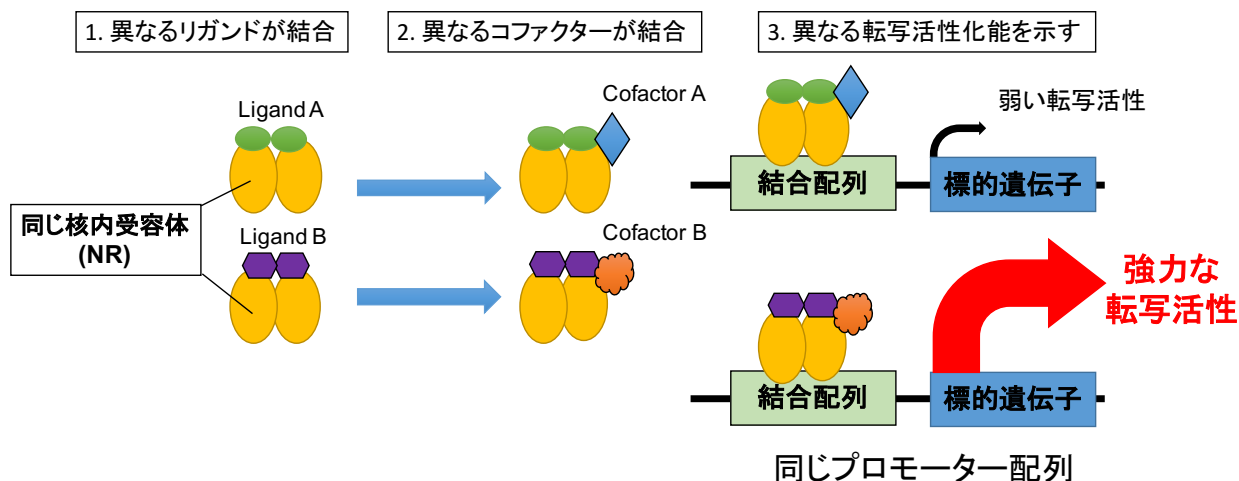 1. 異なるリガンドが結合
2. 異なるコファクターが結合
3. 異なる転写活性化能を示す
Ligand A
Cofactor A
弱い転写活性
結合配列
標的遺伝子
同じ核内受容体
(NR)
Ligand B
Cofactor B
強力な
転写活性
結合配列
標的遺伝子
同じプロモーター配列